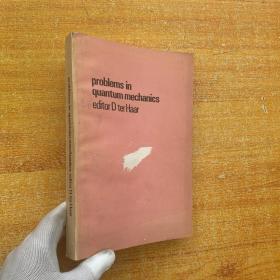 problems in
quantum mechanics
editor D ter Haar